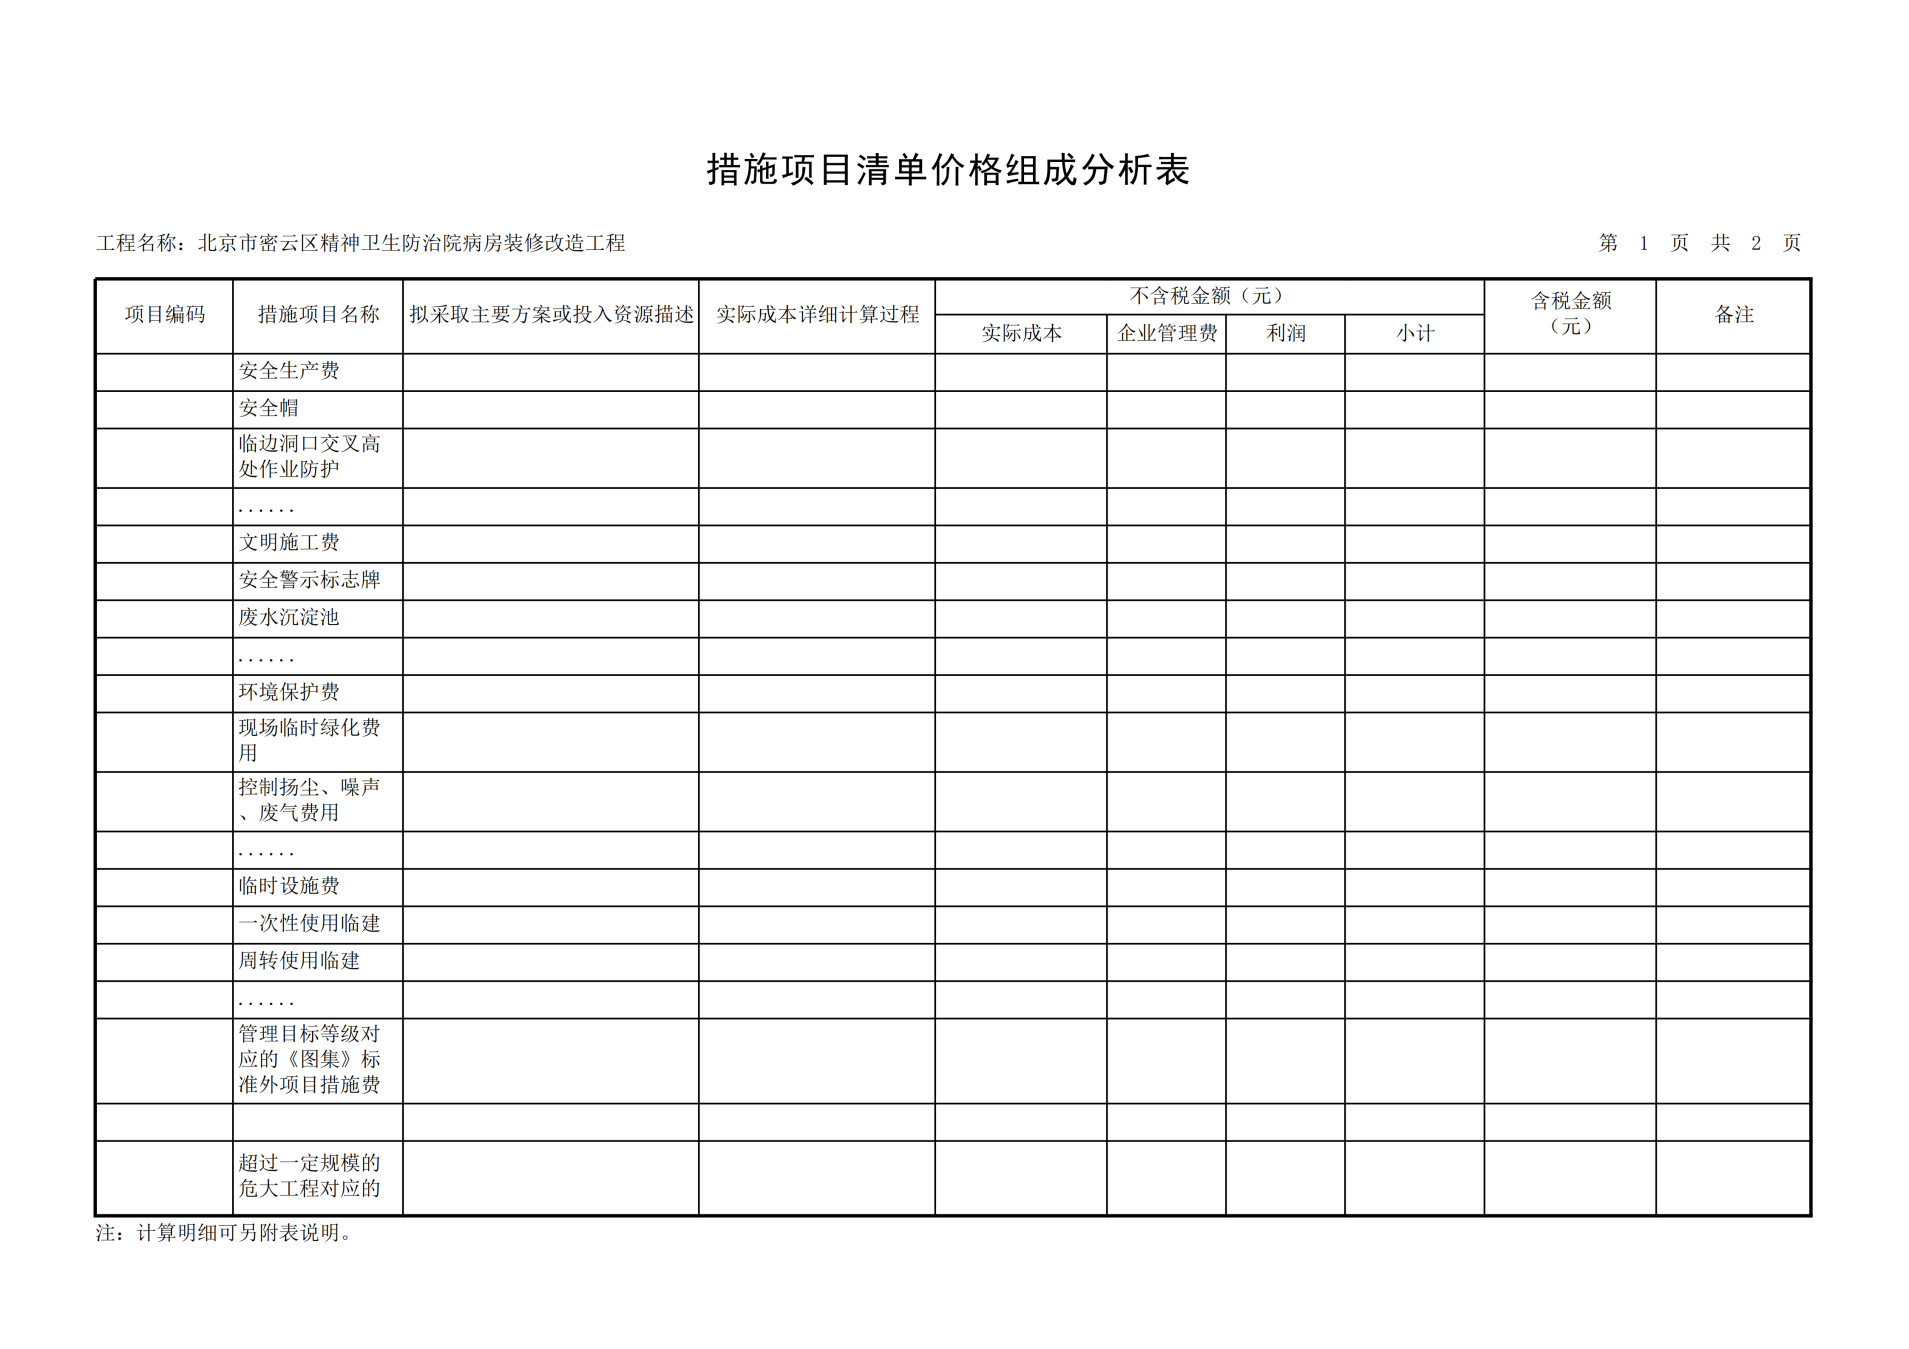 措施项目清单价格组成分析表
工程名称：北京市密云区精神卫生防治院病房装修改造工程
第 1 页 共 2 页
项目编码 措施项目名称 拟采取主要方案或投入资源描述 实际成本详细计算过程 不含税金额（元） 含税金额（元） 备注
实际成本 企业管理费 利润 小计
安全生产费
安全帽
临边洞口交叉高
处作业防护
......
文明施工费
安全警示标志牌
废水沉淀池
......
环境保护费
现场临时绿化费
用
控制扬尘、噪声
、废气费用
......
临时设施费
一次性使用临建
周转使用临建
......
管理目标等级对
应的《图集》标
准外项目措施费
超过一定规模的
危大工程对应的
注：计算明细可另附表说明。